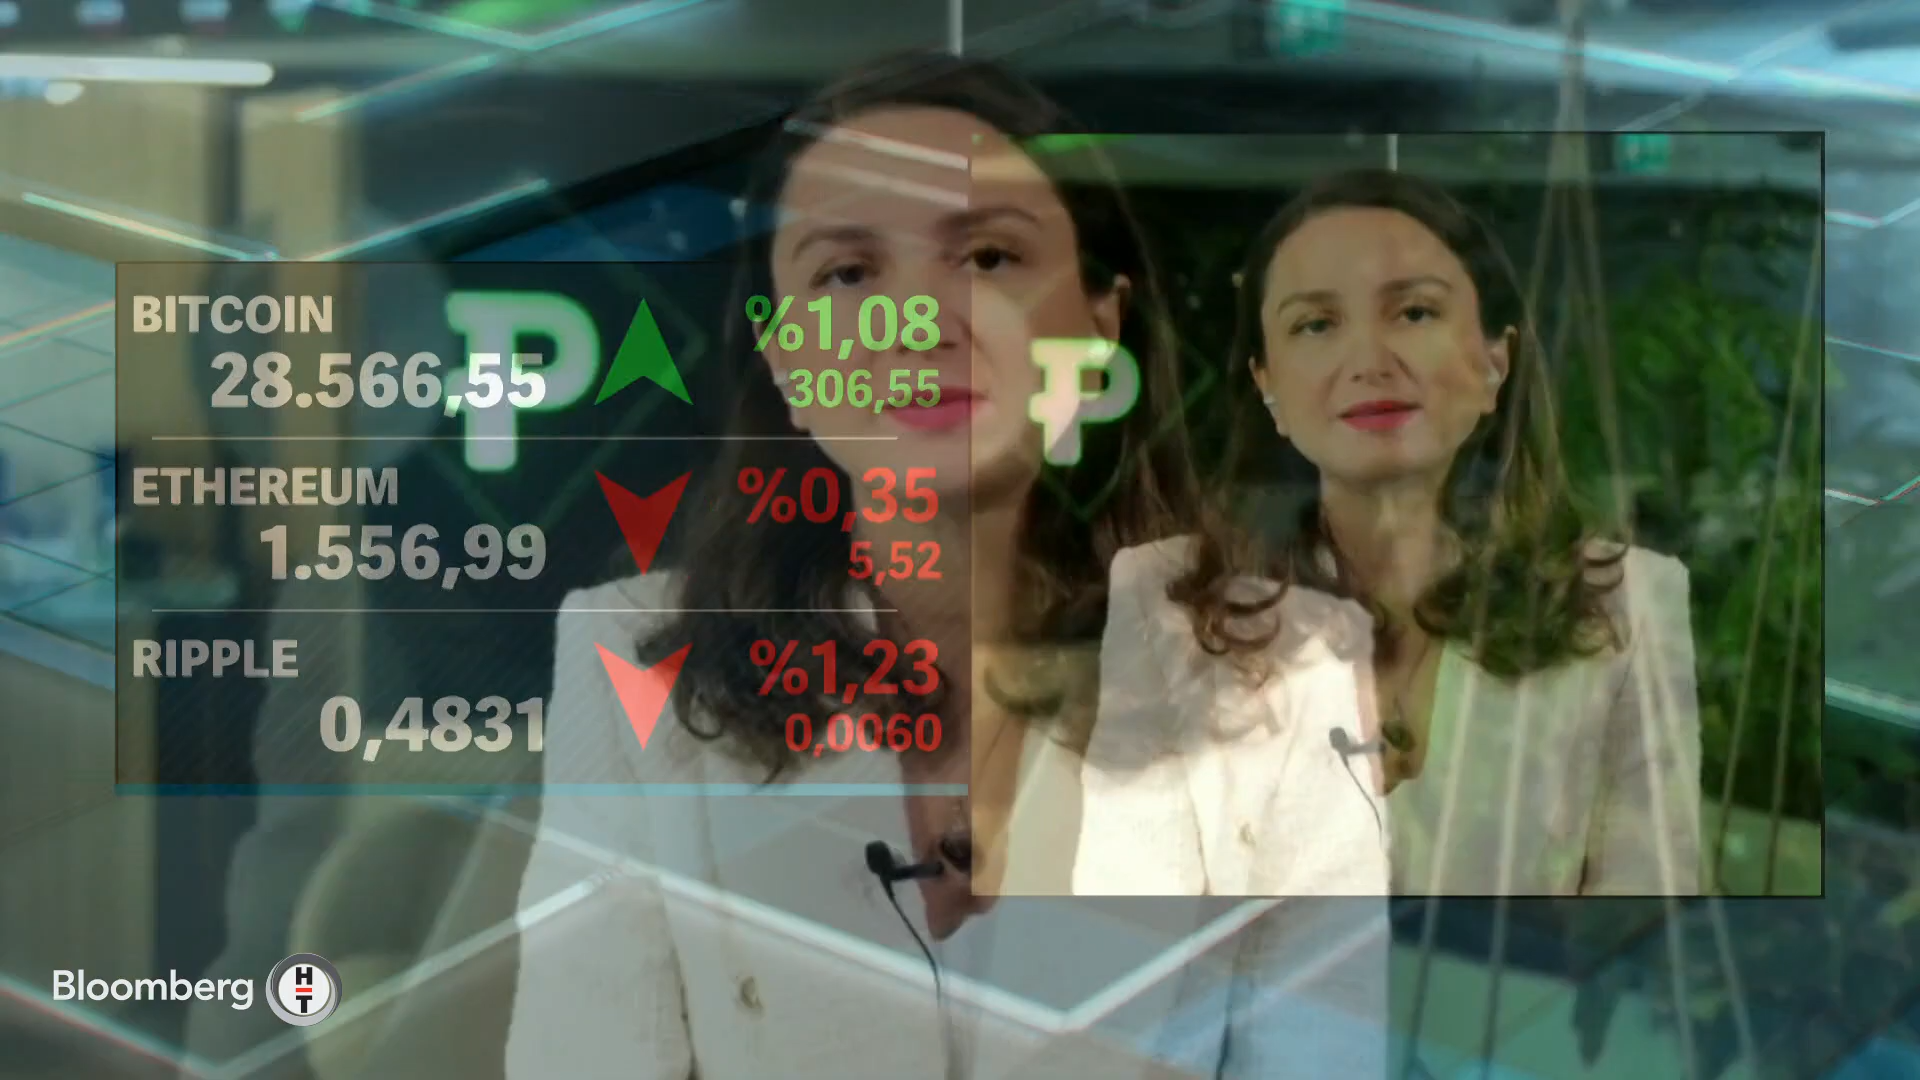 BITCOIN
28.566,55
%1,08
306,55
ETHEREUM
1.556,99
%0,35
5,52
RIPPLE
0,4831
%1,23
0,0060
P
P
Bloomberg HT